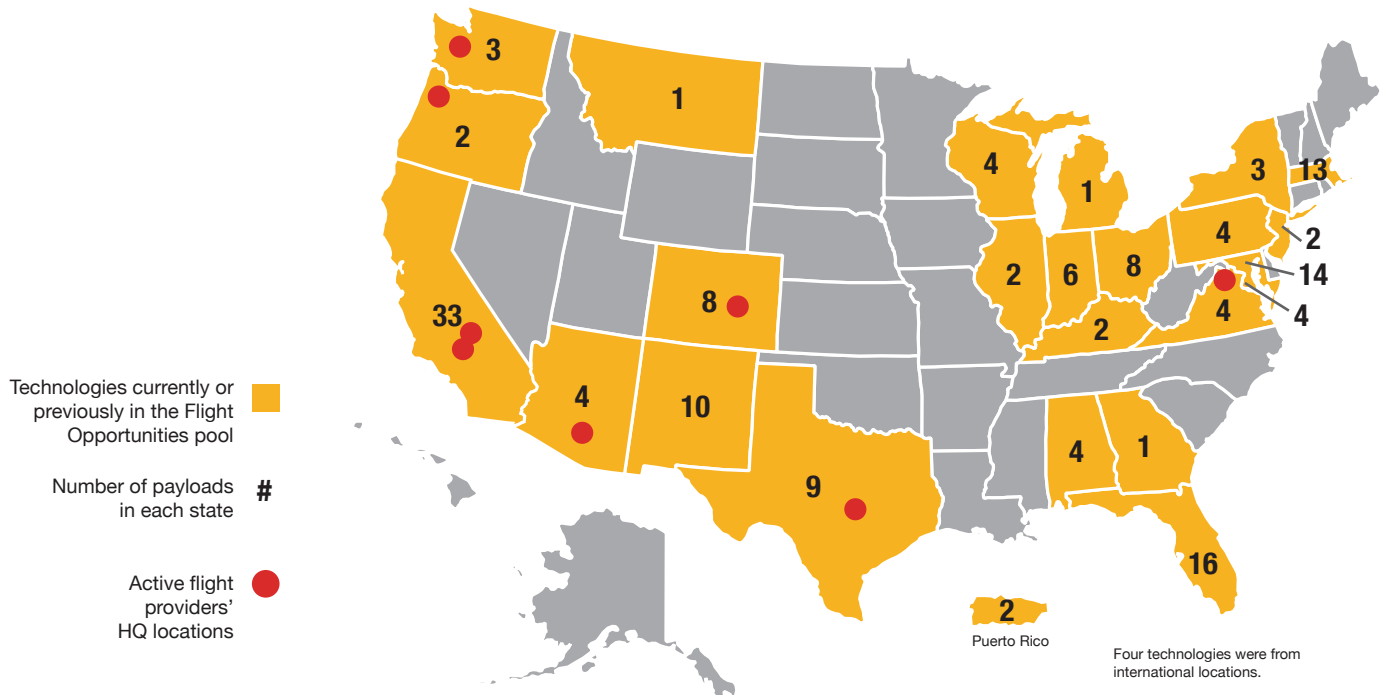 3
1
2
4
1
3
13
4
2
14
4
4
2
6
8
2
8
33
4
10
9
4
1
16
2
Puerto Rico
Technologies currently or
previously in the Flight
Opportunities pool
Number of payloads
in each state
#
Active flight
providers’
HQ locations
Four technologies were from
international locations.